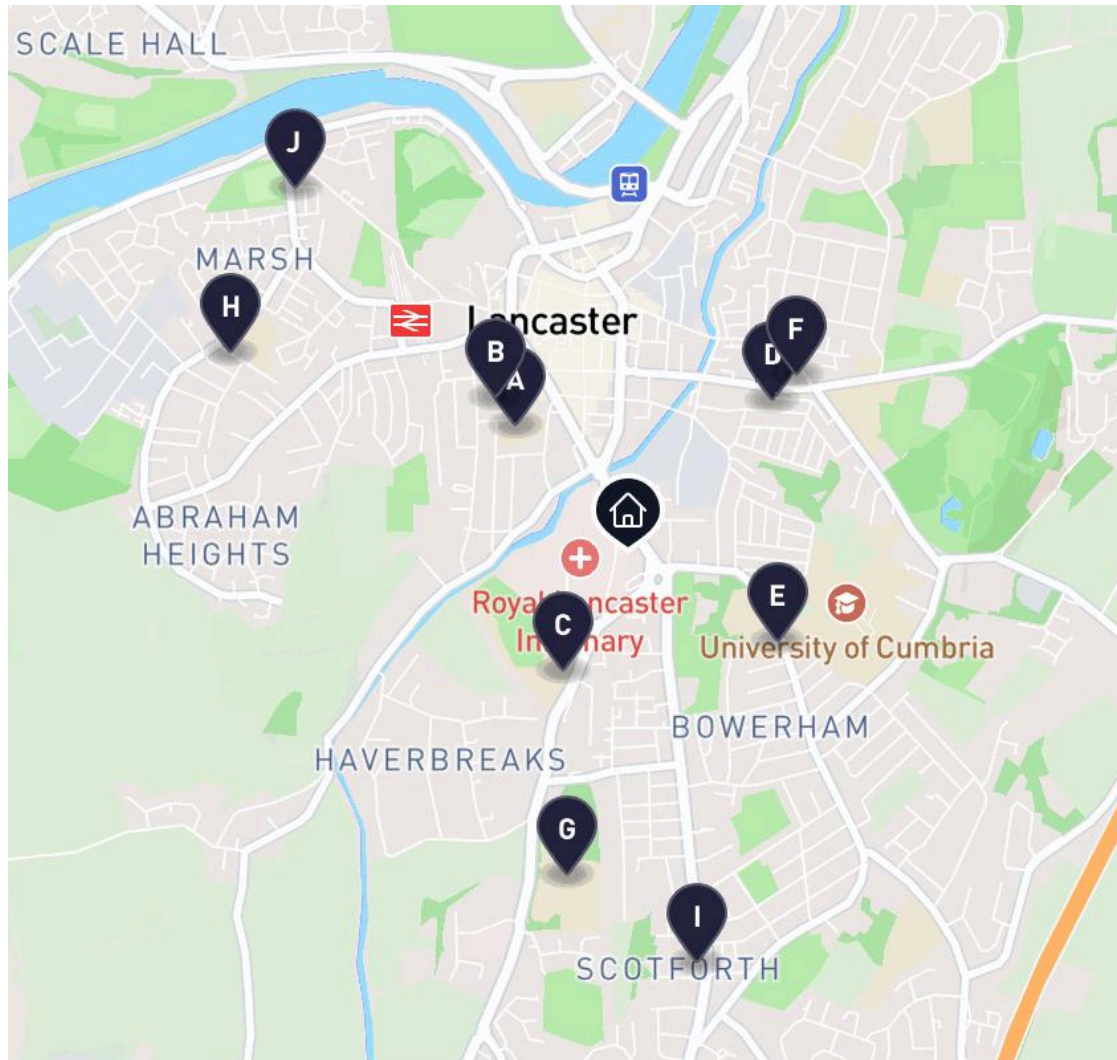 SCALE HALL
J
MARSH
H
Lancaster
B
A
F
D
ABRAHAM
HEIGHTS
Royal Lancaster
Infirmary
C
E
University of Cumbria
BOWERHAM
HAVERBREAKS
G
I
SCOTFORTH